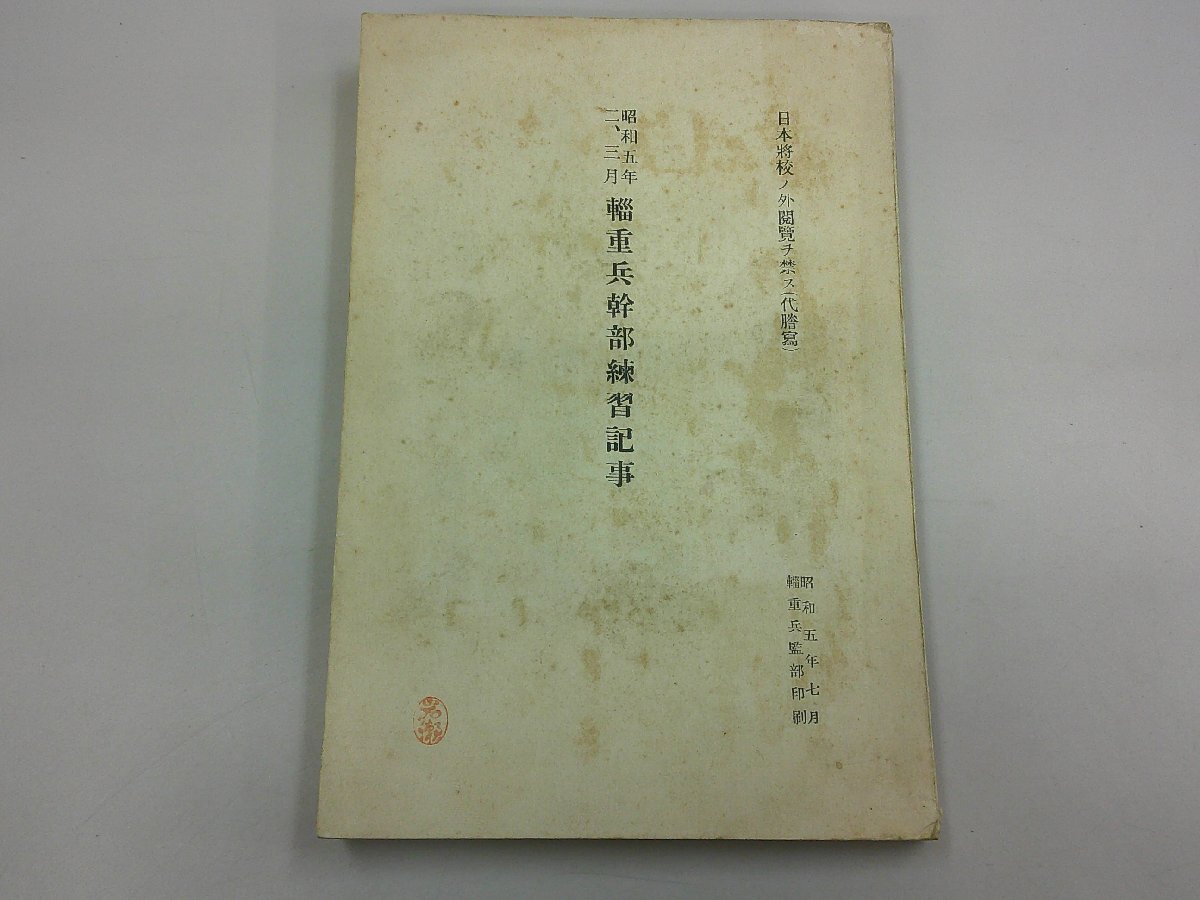 日本將校ノ外閲覽ヲ禁ス(代謄寫)
昭和五年
二、三月
輜重兵幹部練習記事
昭和五年七月
輜重兵監部印刷